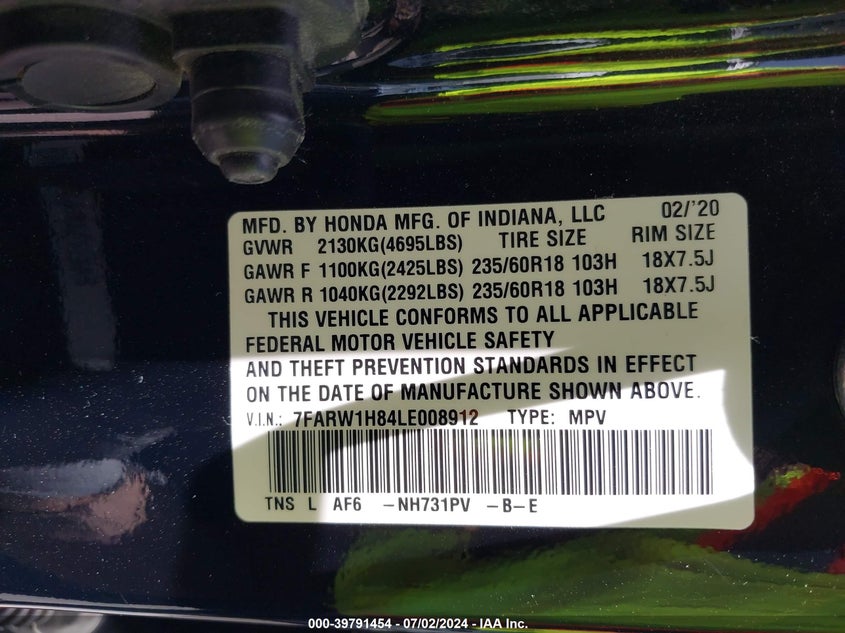 MFD. BY HONDA MFG. OF INDIANA, LLC 02/'20
GVWR 2130KG(4695LBS) TIRE SIZE RIM SIZE
GAWR F 1100KG(2425LBS) 235/60R18 103H 18X7.5J
GAWR R 1040KG(2292LBS) 235/60R18 103H 18X7.5J
THIS VEHICLE CONFORMS TO ALL APPLICABLE
FEDERAL MOTOR VEHICLE SAFETY
AND THEFT PREVENTION STANDARDS IN EFFECT
ON THE DATE OF MANUFACTURE SHOWN ABOVE.
V.I.N.: 7FARW1H84LE008912 TYPE: MPV
TNS L AF6 -NH731PV -B-E
000-39791454 - 07/02/2024 - IAA Inc.